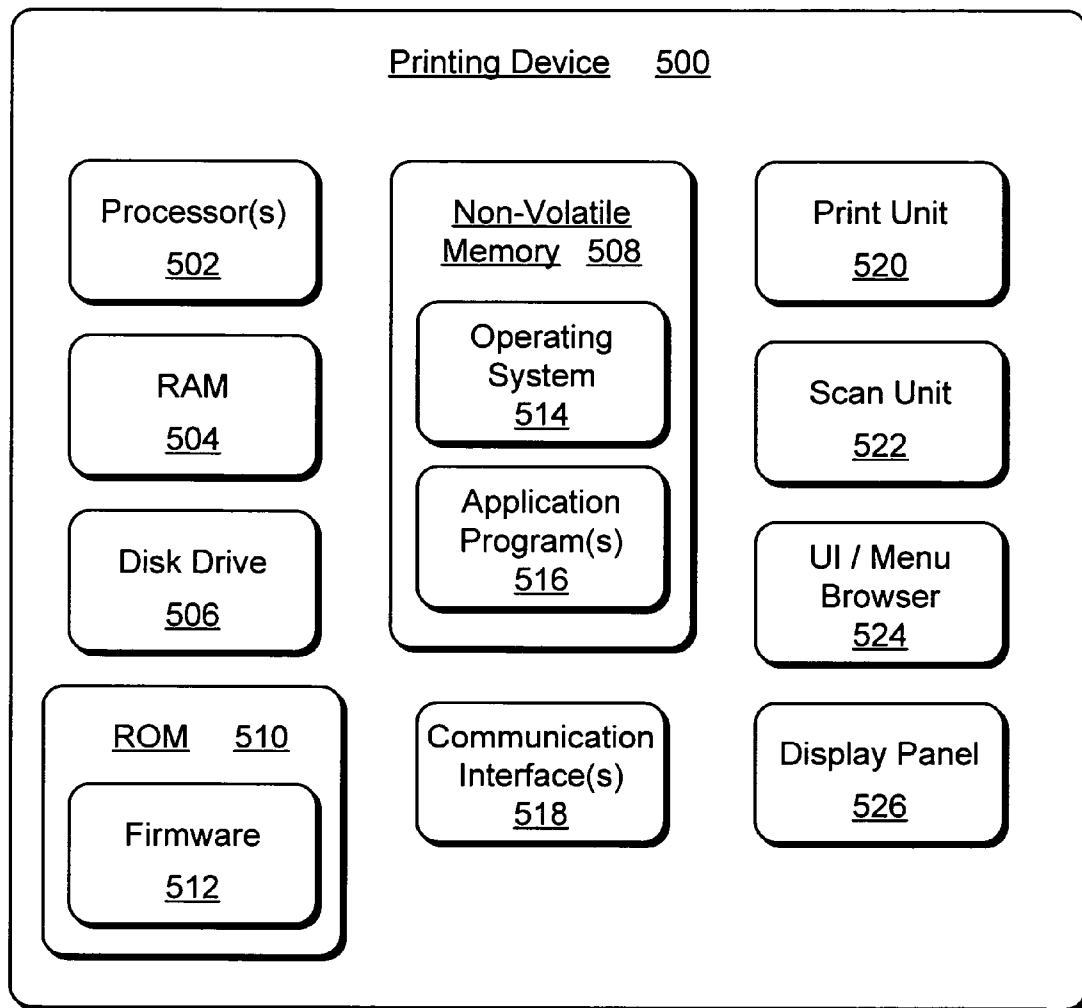 Printing Device 500
Processor(s)
502
RAM
504
Disk Drive
506
ROM 510
Firmware
512
Non-Volatile
Memory 508
Operating
System
514
Application
Program(s)
516
Communication
Interface(s)
518
Print Unit
520
Scan Unit
522
UI / Menu
Browser
524
Display Panel
526